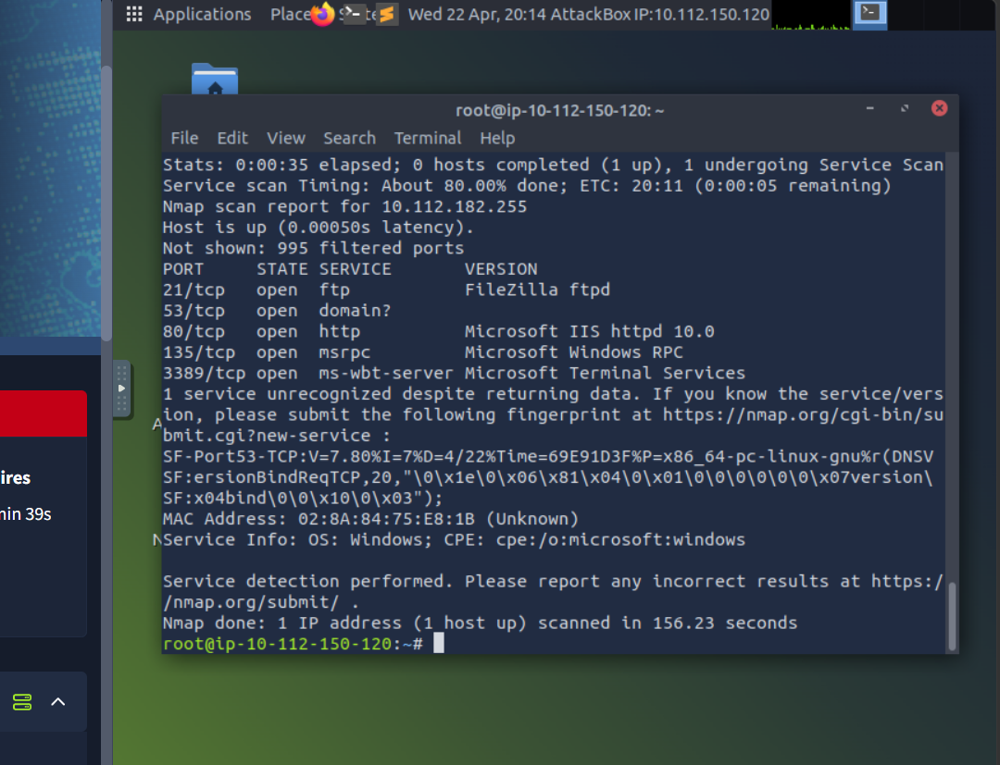 Applications Place Wed 22 Apr, 20:14 AttackBox IP:10.112.150.120
root@ip-10-112-150-120: ~
File Edit View Search Terminal Help
Stats: 0:00:35 elapsed; 0 hosts completed (1 up), 1 undergoing Service Scan
Service scan Timing: About 80.00% done; ETC: 20:11 (0:00:05 remaining)
Nmap scan report for 10.112.182.255
Host is up (0.00050s latency).
Not shown: 995 filtered ports
PORT STATE SERVICE VERSION
21/tcp open ftp FileZilla ftpd
53/tcp open domain?
80/tcp open http Microsoft IIS httpd 10.0
135/tcp open msrpc Microsoft Windows RPC
3389/tcp open ms-wbt-server Microsoft Terminal Services
1 service unrecognized despite returning data. If you know the service/vers
ion, please submit the following fingerprint at https://nmap.org/cgi-bin/su
bmit.cgi?new-service :
SF-Port53-TCP:V=7.80%I=7%D=4/22%Time=69E91D3F%P=x86_64-pc-linux-gnu%r(DNSV
SF:ersionBindReqTCP,20,"\0\x1e\0\x06\x81\x04\0\x01\0\0\0\0\0\0\x07version\
SF:x04bind\0\0\x10\0\x03");
MAC Address: 02:8A:84:75:E8:1B (Unknown)
Service Info: OS: Windows; CPE: cpe:/o:microsoft:windows
Service detection performed. Please report any incorrect results at https:/
/nmap.org/submit/ .
Nmap done: 1 IP address (1 host up) scanned in 156.23 seconds
root@ip-10-112-150-120:~#
ires
min 39s